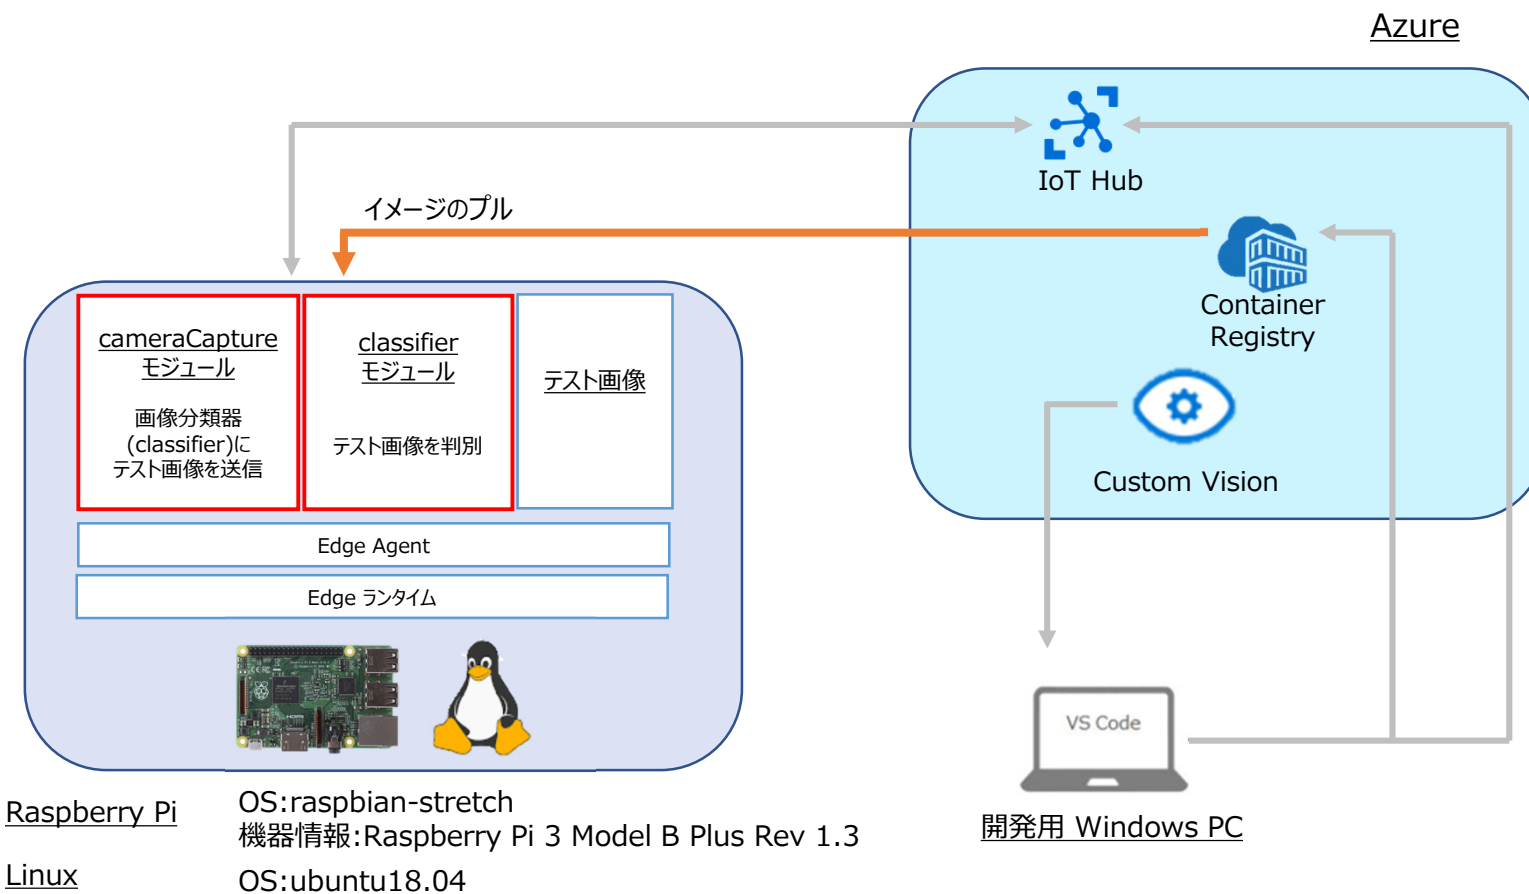 Azure
IoT Hub
イメージのプル
Container
Registry
cameraCapture
モジュール
画像分類器
(classifier)に
テスト画像を送信
classifier
モジュール
テスト画像を判別
テスト画像
Custom Vision
Edge Agent
Edge ランタイム
VS Code
開発用 Windows PC
Raspberry Pi
OS:raspbian-stretch
機器情報:Raspberry Pi 3 Model B Plus Rev 1.3
Linux
OS:ubuntu18.04